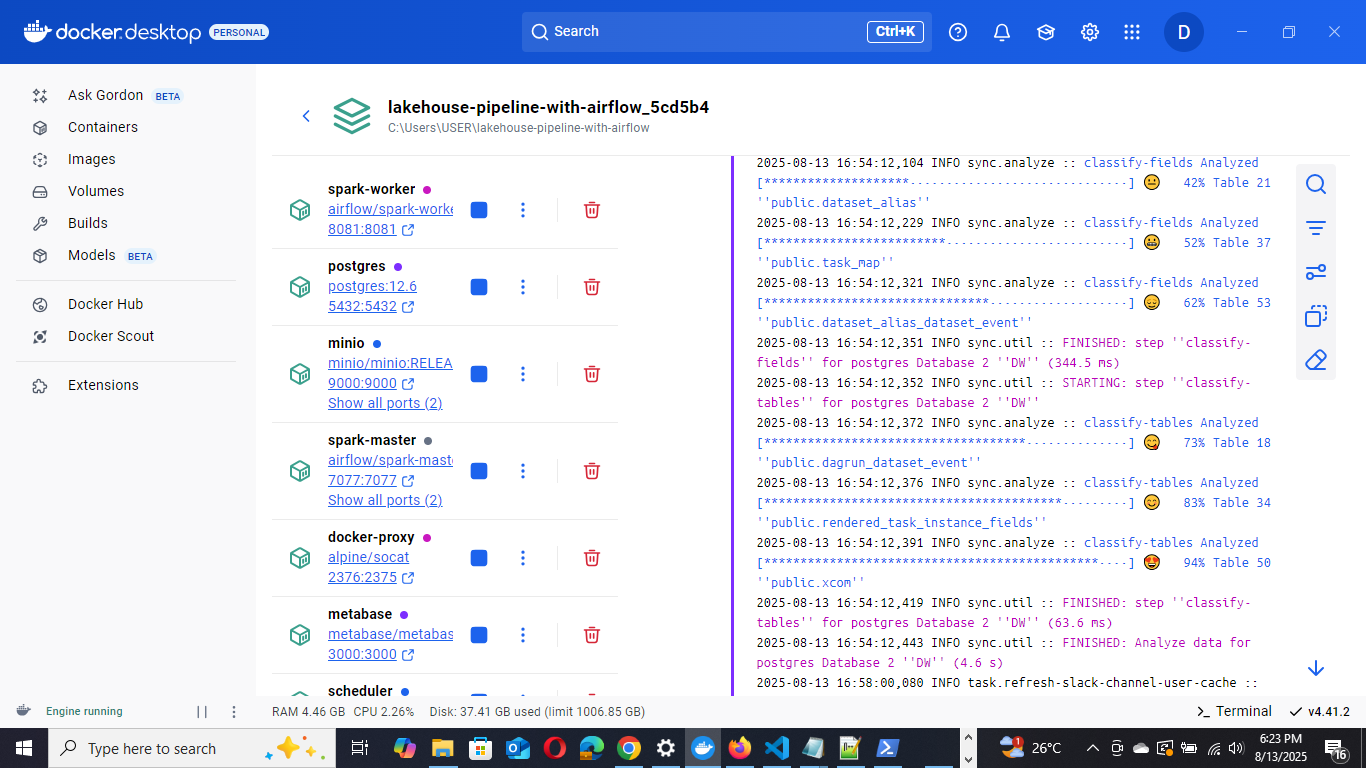 docker.desktop PERSONAL
Search Ctrl+K
D
Ask Gordon BETA
Containers
Images
Volumes
Builds
Models BETA
Docker Hub
Docker Scout
Extensions
lakehouse-pipeline-with-airflow_5cd5b4
C:\Users\USER\lakehouse-pipeline-with-airflow
spark-worker
airflow/spark-worke
8081:8081
postgres
postgres:12.6
5432:5432
minio
minio/minio:RELEA
9000:9000
Show all ports (2)
spark-master
airflow/spark-mast
7077:7077
Show all ports (2)
docker-proxy
alpine/socat
2376:2375
metabase
metabase/metabas
3000:3000
scheduler
2025-08-13 16:54:12,104 INFO sync.analyze :: classify-fields Analyzed
[********************······························] 😐 42% Table 21
''public.dataset_alias''
2025-08-13 16:54:12,229 INFO sync.analyze :: classify-fields Analyzed
[*************************·························] 😬 52% Table 37
''public.task_map''
2025-08-13 16:54:12,321 INFO sync.analyze :: classify-fields Analyzed
[*******************************···················] 😌 62% Table 53
''public.dataset_alias_dataset_event''
2025-08-13 16:54:12,351 INFO sync.util :: FINISHED: step ''classify-
fields'' for postgres Database 2 ''DW'' (344.5 ms)
2025-08-13 16:54:12,352 INFO sync.util :: STARTING: step ''classify-
tables'' for postgres Database 2 ''DW''
2025-08-13 16:54:12,372 INFO sync.analyze :: classify-tables Analyzed
[************************************··············] 😋 73% Table 18
''public.dagrun_dataset_event''
2025-08-13 16:54:12,376 INFO sync.analyze :: classify-tables Analyzed
[*****************************************·········] 😊 83% Table 34
''public.rendered_task_instance_fields''
2025-08-13 16:54:12,391 INFO sync.analyze :: classify-tables Analyzed
[**********************************************····] 😍 94% Table 50
''public.xcom''
2025-08-13 16:54:12,419 INFO sync.util :: FINISHED: step ''classify-
tables'' for postgres Database 2 ''DW'' (63.6 ms)
2025-08-13 16:54:12,443 INFO sync.util :: FINISHED: Analyze data for
postgres Database 2 ''DW'' (4.6 s)
2025-08-13 16:58:00,080 INFO task.refresh-slack-channel-user-cache ::
Engine running
RAM 4.46 GB CPU 2.26% Disk: 37.41 GB used (limit 1006.85 GB)
Terminal v4.41.2
Type here to search
1
26°C
6:23 PM
8/13/2025
16